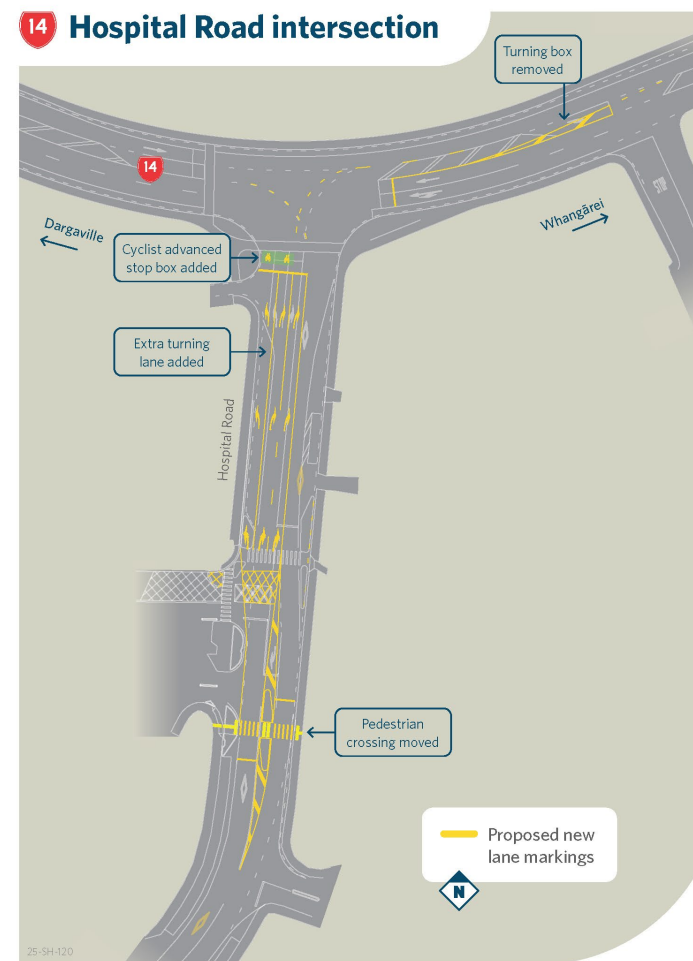 14 Hospital Road intersection
Turning box
removed
14
Dargaville
Whangārei
Cyclist advanced
stop box added
Extra turning
lane added
Hospital Road
Pedestrian
crossing moved
Proposed new
lane markings
N
25-SH-120